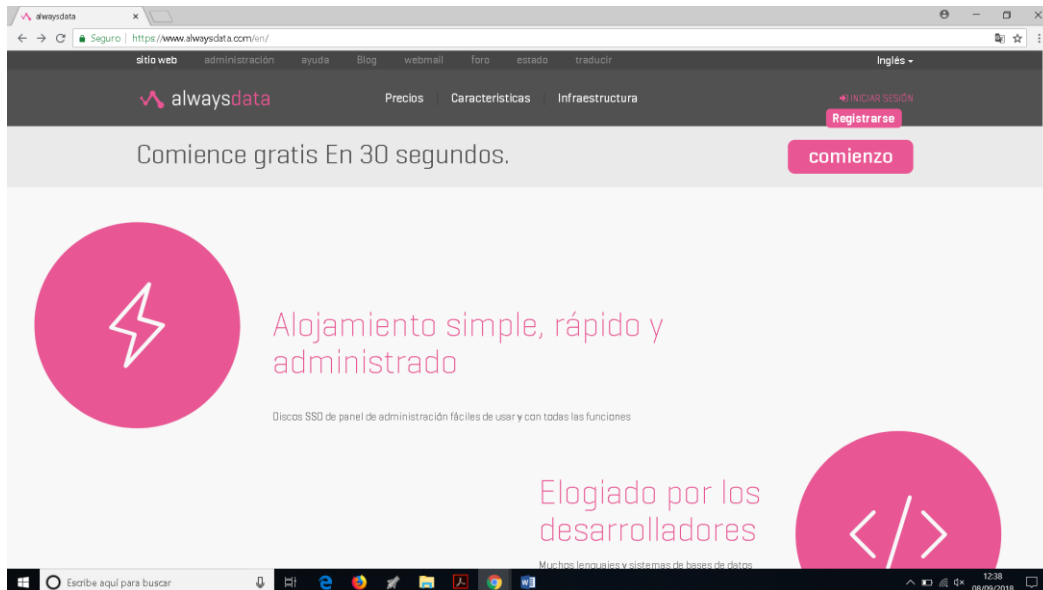 alwaysdata
Seguro | https://www.alwaysdata.com/en/
sitio web administración ayuda Blog webmail foro estado traducir Inglés
alwaysdata Precios Características Infraestructura INICIAR SESIÓN
Registrarse
Comience gratis En 30 segundos. comienzo
Alojamiento simple, rápido y
administrado
Discos SSD de panel de administración fáciles de usar y con todas las funciones
Elogiado por los
desarrolladores
Muchos lenguajes y sistemas de bases de datos
Escribe aquí para buscar
12:38
08/09/2018